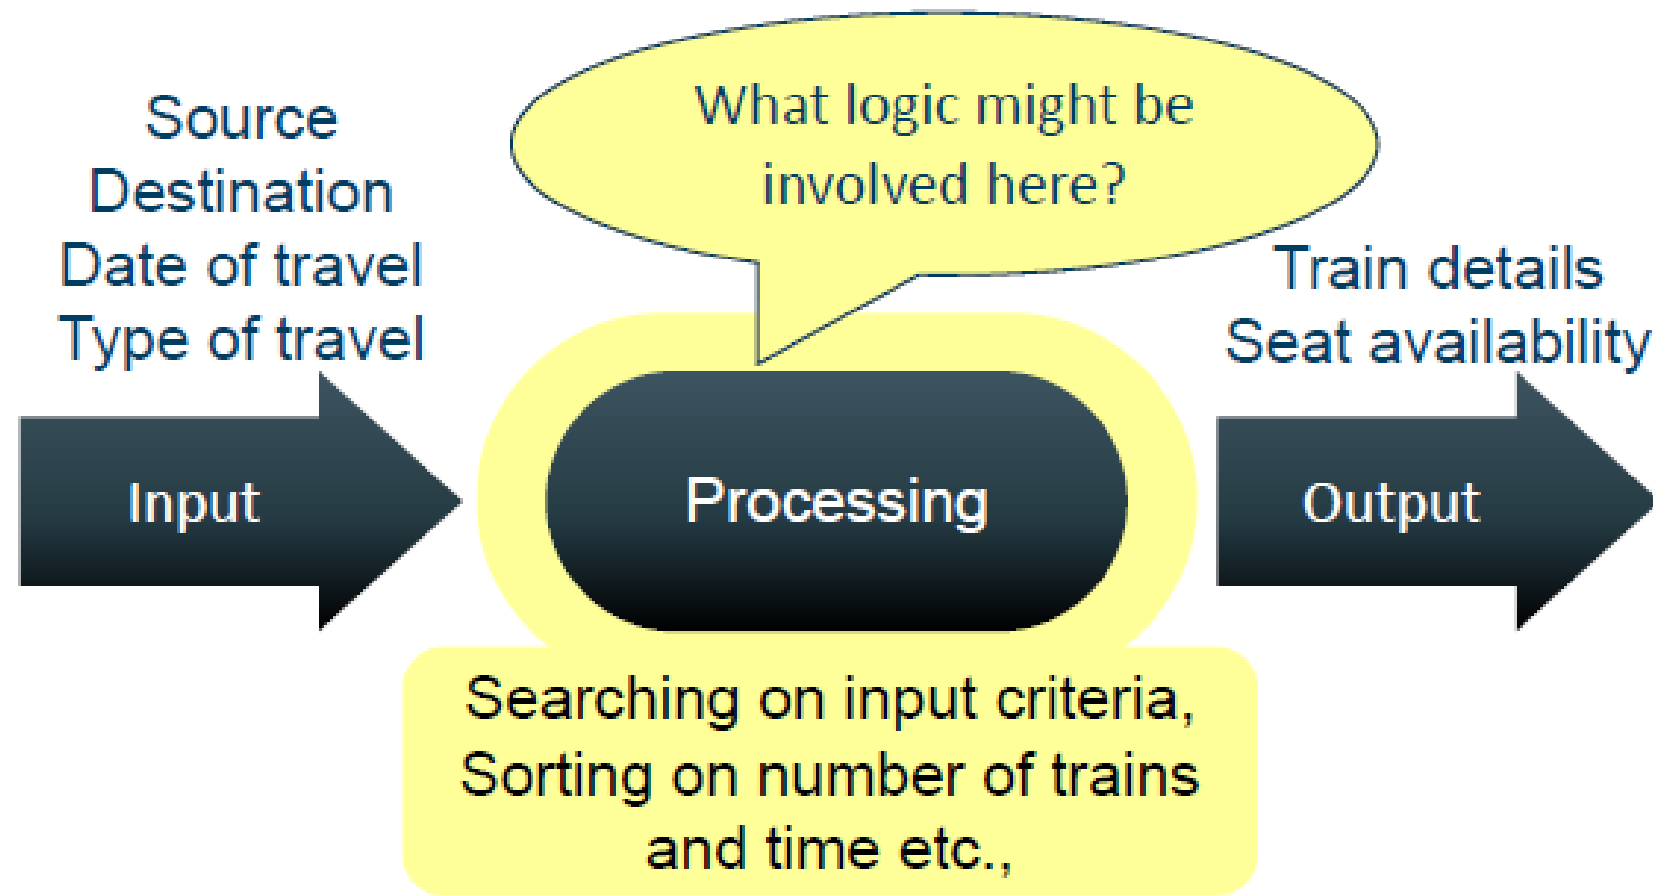 What logic might be
involved here?
Source
Destination
Date of travel
Type of travel
Train details
Seat availability
Input
Processing
Output
Searching on input criteria,
Sorting on number of trains
and time etc.,